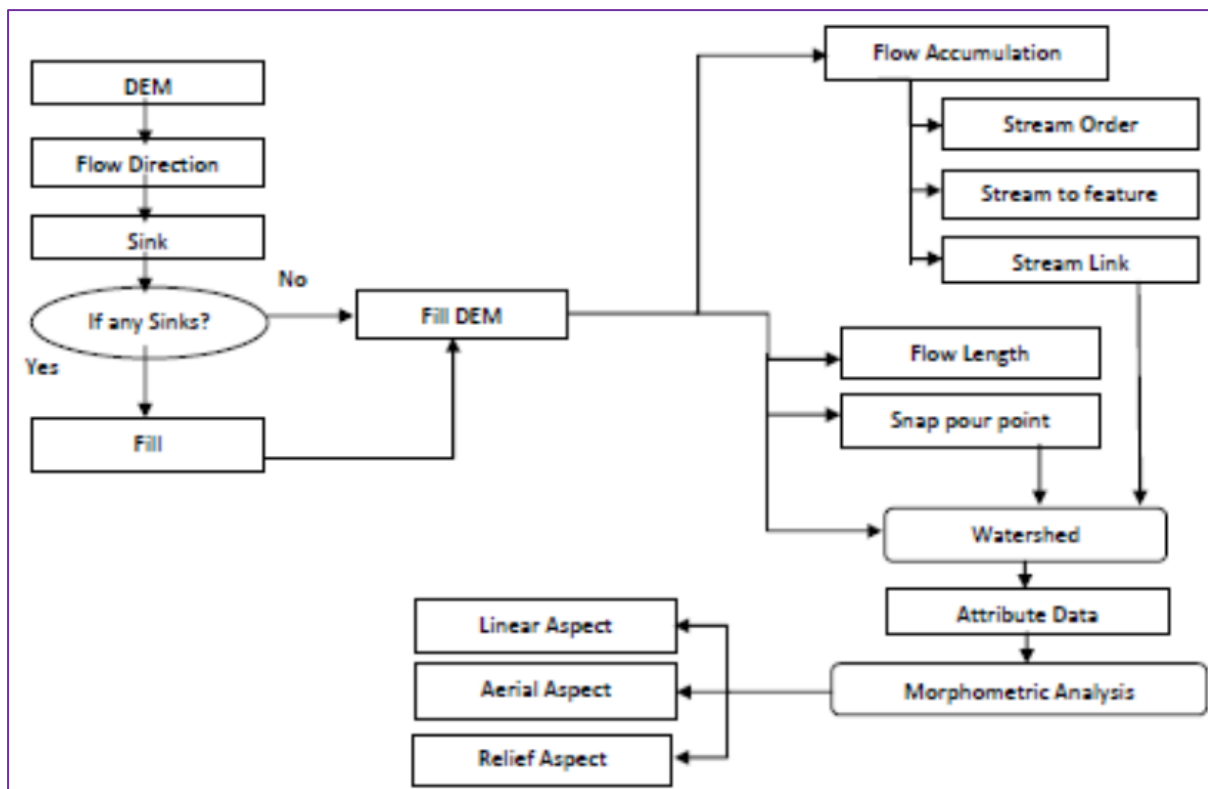 DEM
Flow Direction
Sink
If any Sinks?
No
Yes
Fill
Fill DEM
Flow Accumulation
Stream Order
Stream to feature
Stream Link
Flow Length
Snap pour point
Watershed
Attribute Data
Morphometric Analysis
Linear Aspect
Aerial Aspect
Relief Aspect